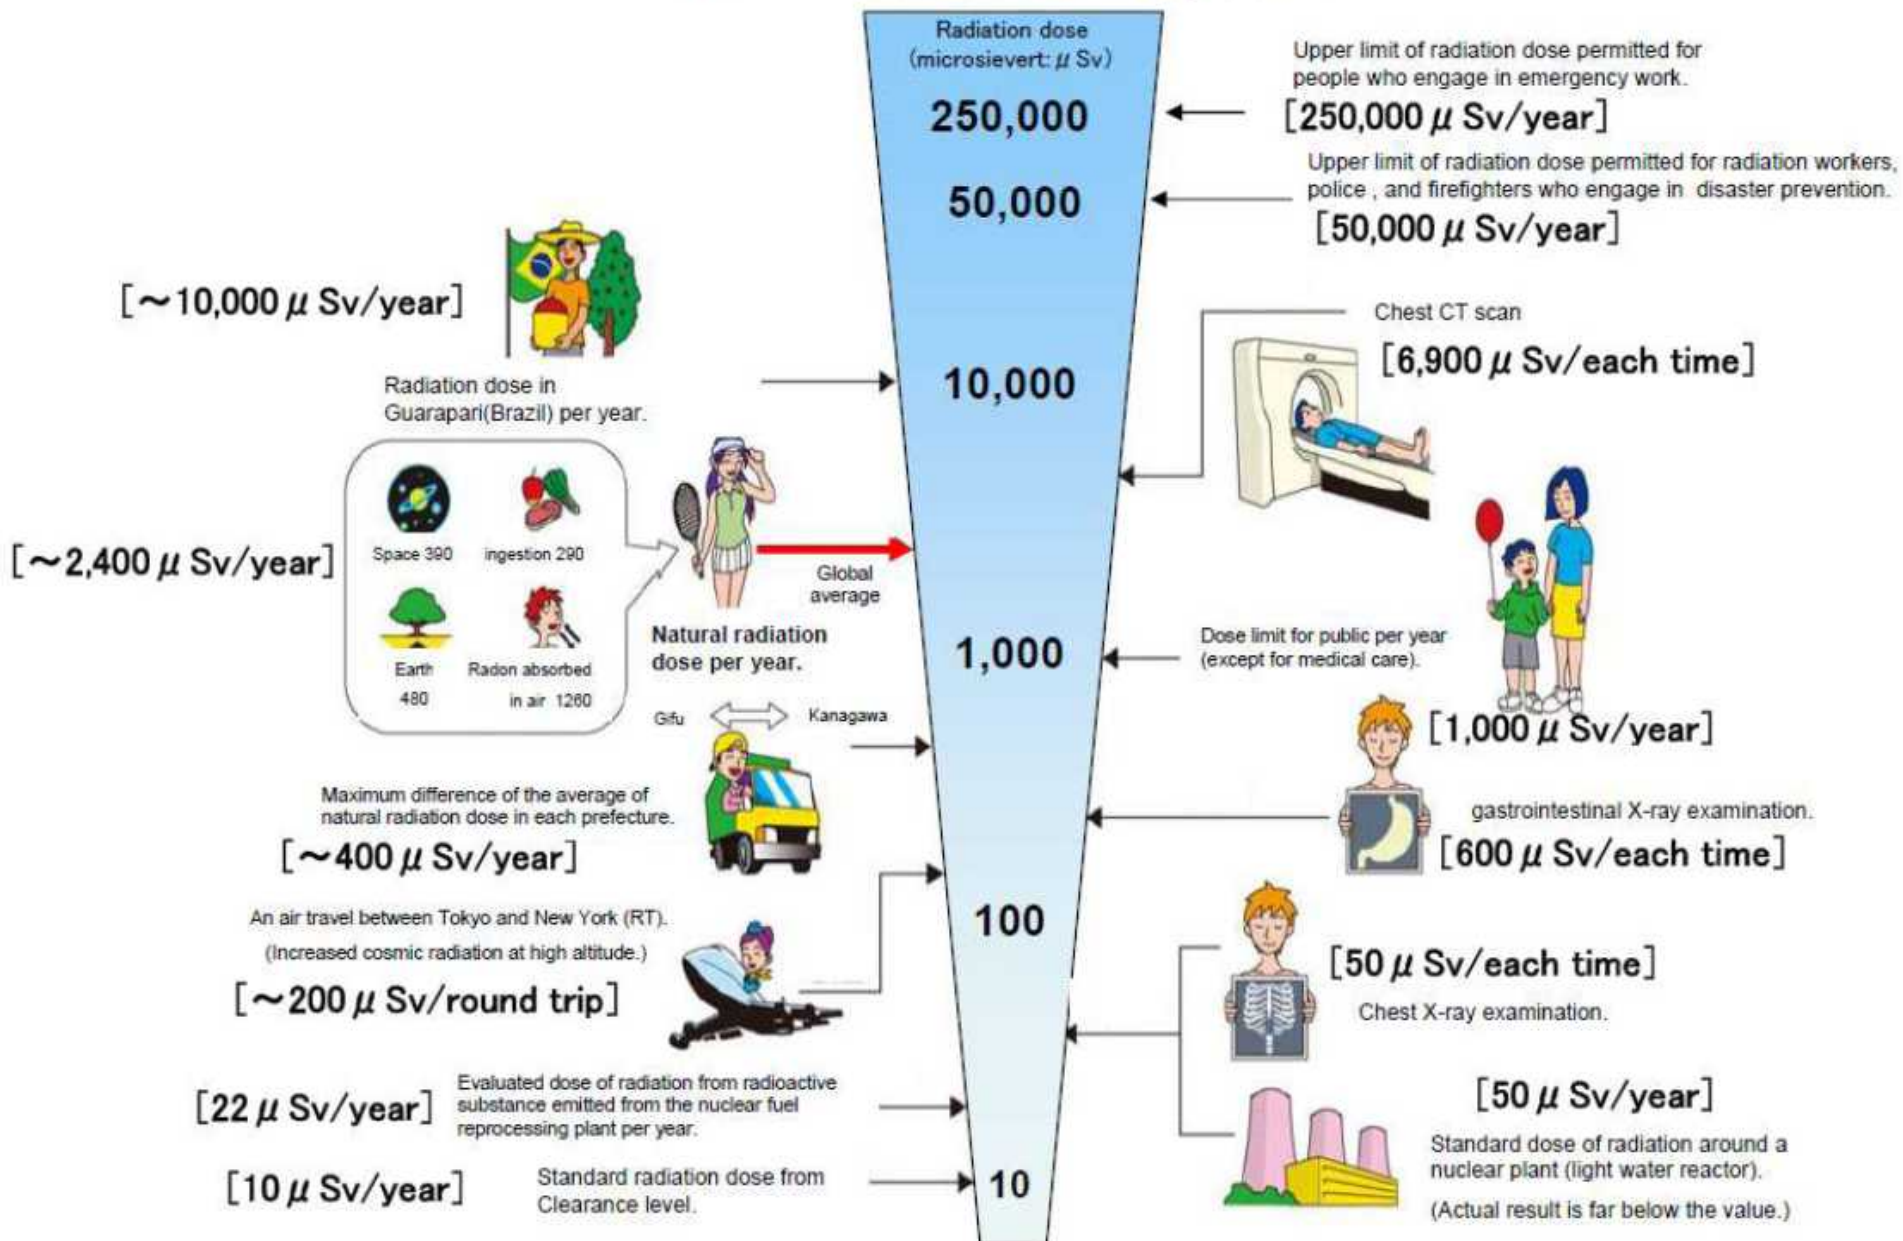 Radiation dose
(microsievert: μ Sv)
250,000
50,000
10,000
1,000
100
10
Upper limit of radiation dose permitted for
people who engage in emergency work.
[250,000 μ Sv/year]
Upper limit of radiation dose permitted for radiation workers,
police , and firefighters who engage in disaster prevention.
[50,000 μ Sv/year]
[~10,000 μ Sv/year]
Radiation dose in
Guarapari(Brazil) per year.
Chest CT scan
[6,900 μ Sv/each time]
[~2,400 μ Sv/year]
Space 390
ingestion 290
Earth
480
Radon absorbed
in air 1260
Global
average
Natural radiation
dose per year.
Dose limit for public per year
(except for medical care).
[1,000 μ Sv/year]
Gifu
Kanagawa
Maximum difference of the average of
natural radiation dose in each prefecture.
[~400 μ Sv/year]
gastrointestinal X-ray examination.
[600 μ Sv/each time]
An air travel between Tokyo and New York (RT).
(Increased cosmic radiation at high altitude.)
[~200 μ Sv/round trip]
[50 μ Sv/each time]
Chest X-ray examination.
[22 μ Sv/year]
Evaluated dose of radiation from radioactive
substance emitted from the nuclear fuel
reprocessing plant per year.
[50 μ Sv/year]
Standard dose of radiation around a
nuclear plant (light water reactor).
(Actual result is far below the value.)
[10 μ Sv/year]
Standard radiation dose from
Clearance level.